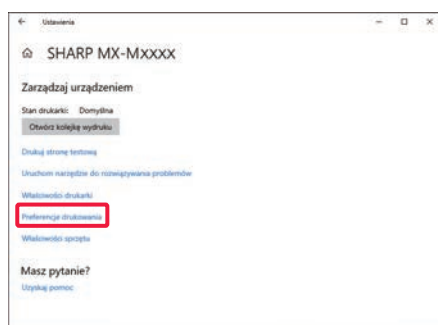 Ustawienia
SHARP MX-Mxxxx
Zarządzaj urządzeniem
Stan drukarki: Domyślna
Otwórz kolejkę wydruku
Drukuj stronę testową
Uruchom narzędzie do rozwiązywania problemów
Właściwości drukarki
Preferencje drukowania
Właściwości sprzętu
Masz pytanie?
Uzyskaj pomoc